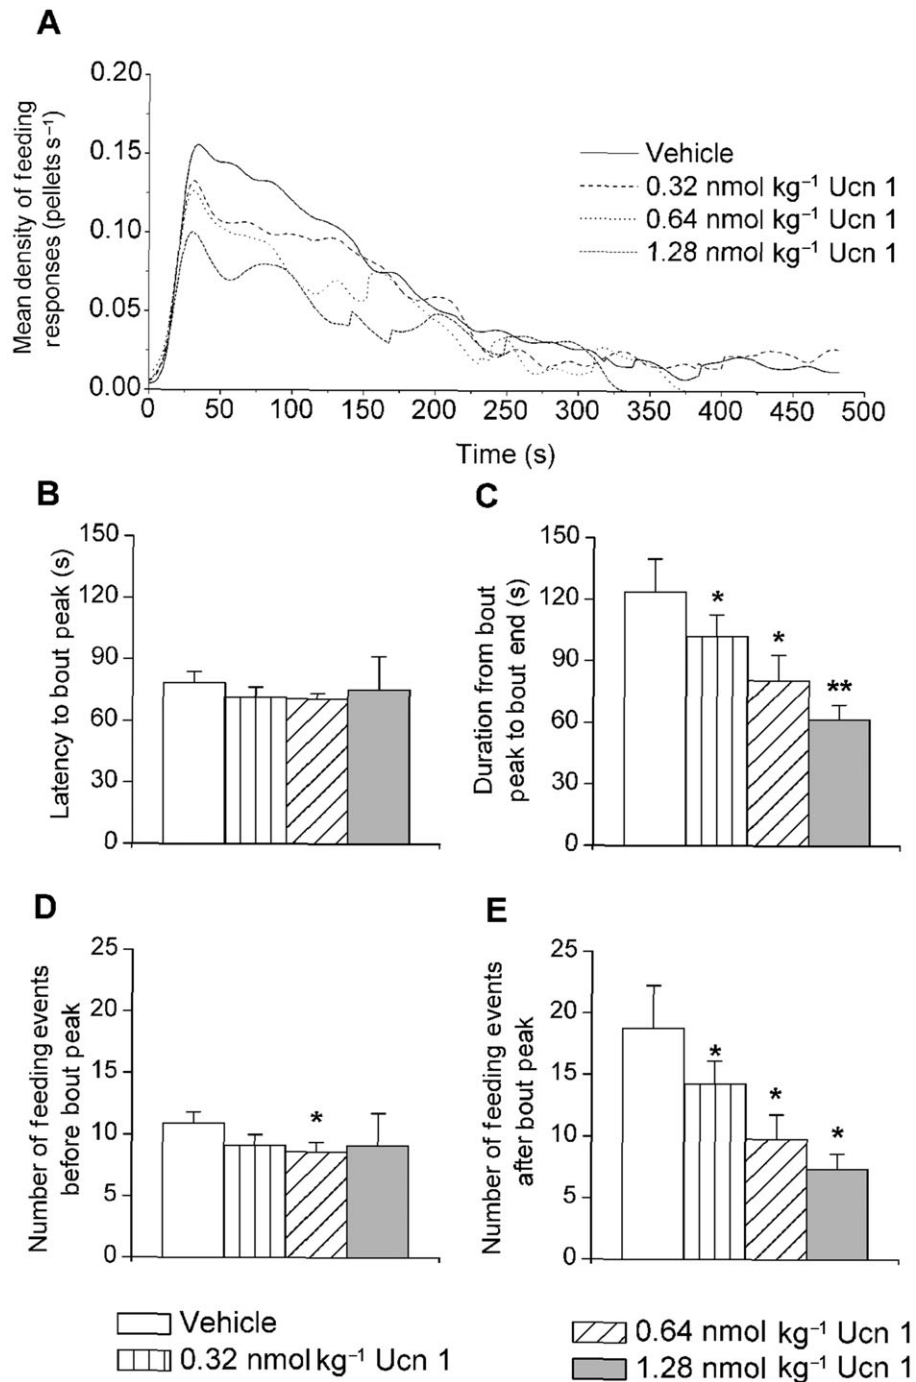 A
Mean density of feeding
responses (pellets s⁻¹)
0.20
0.15
0.10
0.05
0.00
0
50
100
150
200
250
300
350
400
450
500
Time (s)
Vehicle
0.32 nmol kg⁻¹ Ucn 1
0.64 nmol kg⁻¹ Ucn 1
1.28 nmol kg⁻¹ Ucn 1
B
Latency to bout peak (s)
150
120
90
60
30
0
C
Duration from bout
peak to bout end (s)
150
120
90
60
30
0
*
*
**
D
Number of feeding events
before bout peak
25
20
15
10
5
0
*
E
Number of feeding events
after bout peak
25
20
15
10
5
0
*
*
*
Vehicle
0.32 nmol kg⁻¹ Ucn 1
0.64 nmol kg⁻¹ Ucn 1
1.28 nmol kg⁻¹ Ucn 1